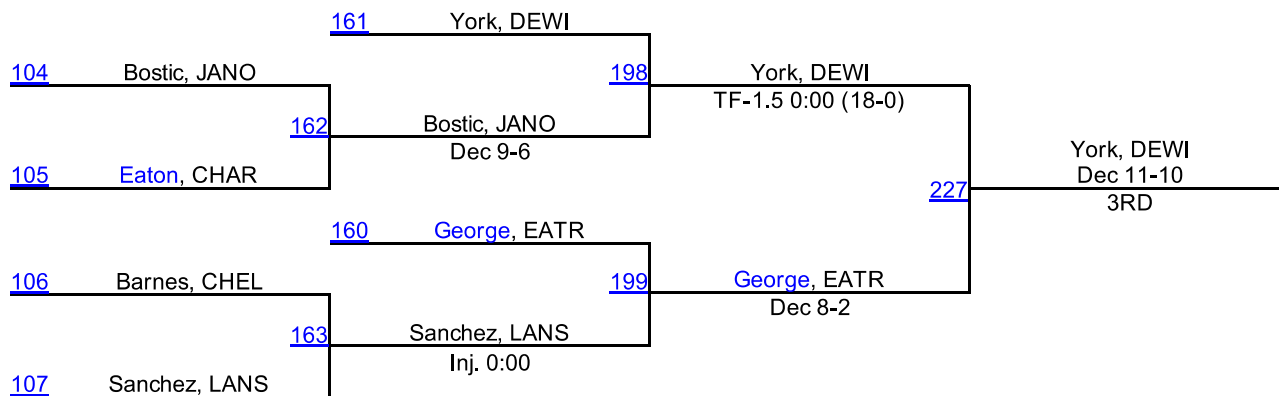 161 York, DEWI
104 Bostic, JANO
198 York, DEWI
TF-1.5 0:00 (18-0)
162 Bostic, JANO
Dec 9-6
105 Eaton, CHAR
York, DEWI
227 Dec 11-10
3RD
160 George, EATR
106 Barnes, CHEL
199 George, EATR
Dec 8-2
163 Sanchez, LANS
Inj. 0:00
107 Sanchez, LANS